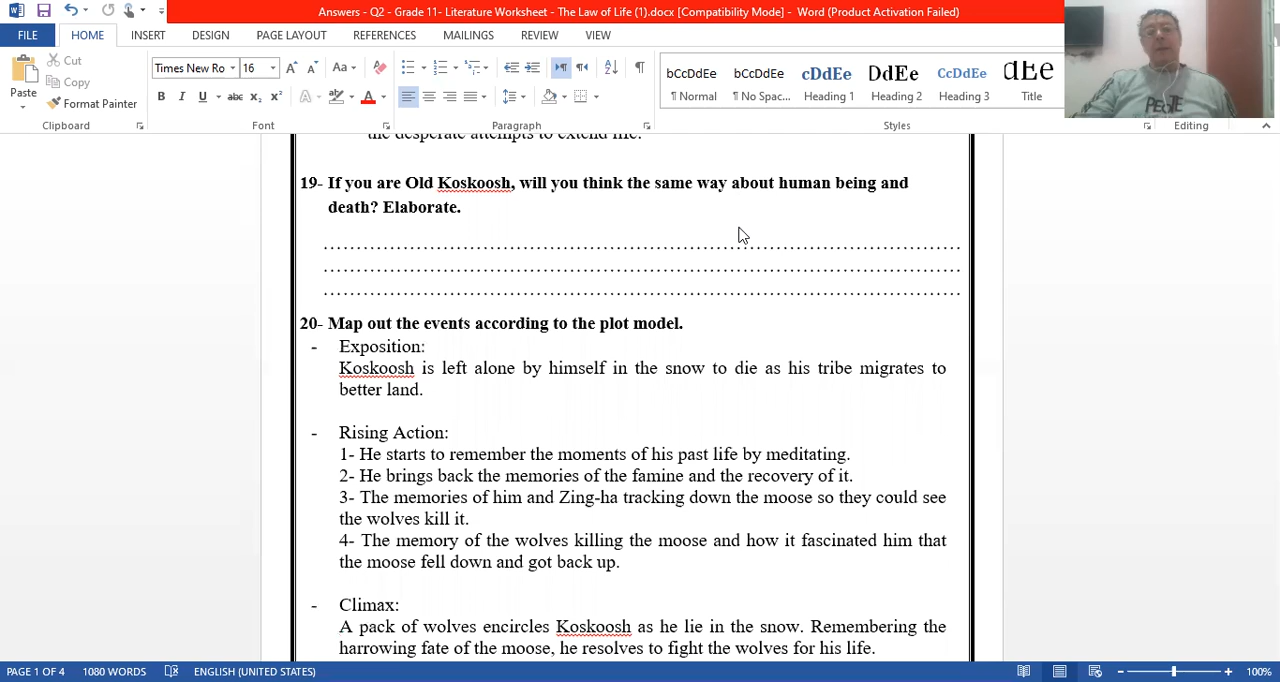 Answers - Q2 - Grade 11- Literature Worksheet - The Law of Life (1).docx [Compatibility Mode] - Word (Product Activation Failed)
FILE HOME INSERT DESIGN PAGE LAYOUT REFERENCES MAILINGS REVIEW VIEW
Paste Cut Copy Format Painter
Times New Ro 16
bCcDdEe bCcDdEe cDdEe DdEe CcDdEe dEe
¶ Normal ¶ No Spac... ¶ Heading 1 ¶ Heading 2 ¶ Heading 3 ¶ Title
Clipboard Font Paragraph Styles Editing
the desperate attempts to extend life.
19- If you are Old Koskoosh, will you think the same way about human being and
death? Elaborate.
20- Map out the events according to the plot model.
- Exposition:
Koskoosh is left alone by himself in the snow to die as his tribe migrates to
better land.
- Rising Action:
1- He starts to remember the moments of his past life by meditating.
2- He brings back the memories of the famine and the recovery of it.
3- The memories of him and Zing-ha tracking down the moose so they could see
the wolves kill it.
4- The memory of the wolves killing the moose and how it fascinated him that
the moose fell down and got back up.
- Climax:
A pack of wolves encircles Koskoosh as he lie in the snow. Remembering the
harrowing fate of the moose, he resolves to fight the wolves for his life.
PAGE 1 OF 4 1080 WORDS ENGLISH (UNITED STATES) 100%